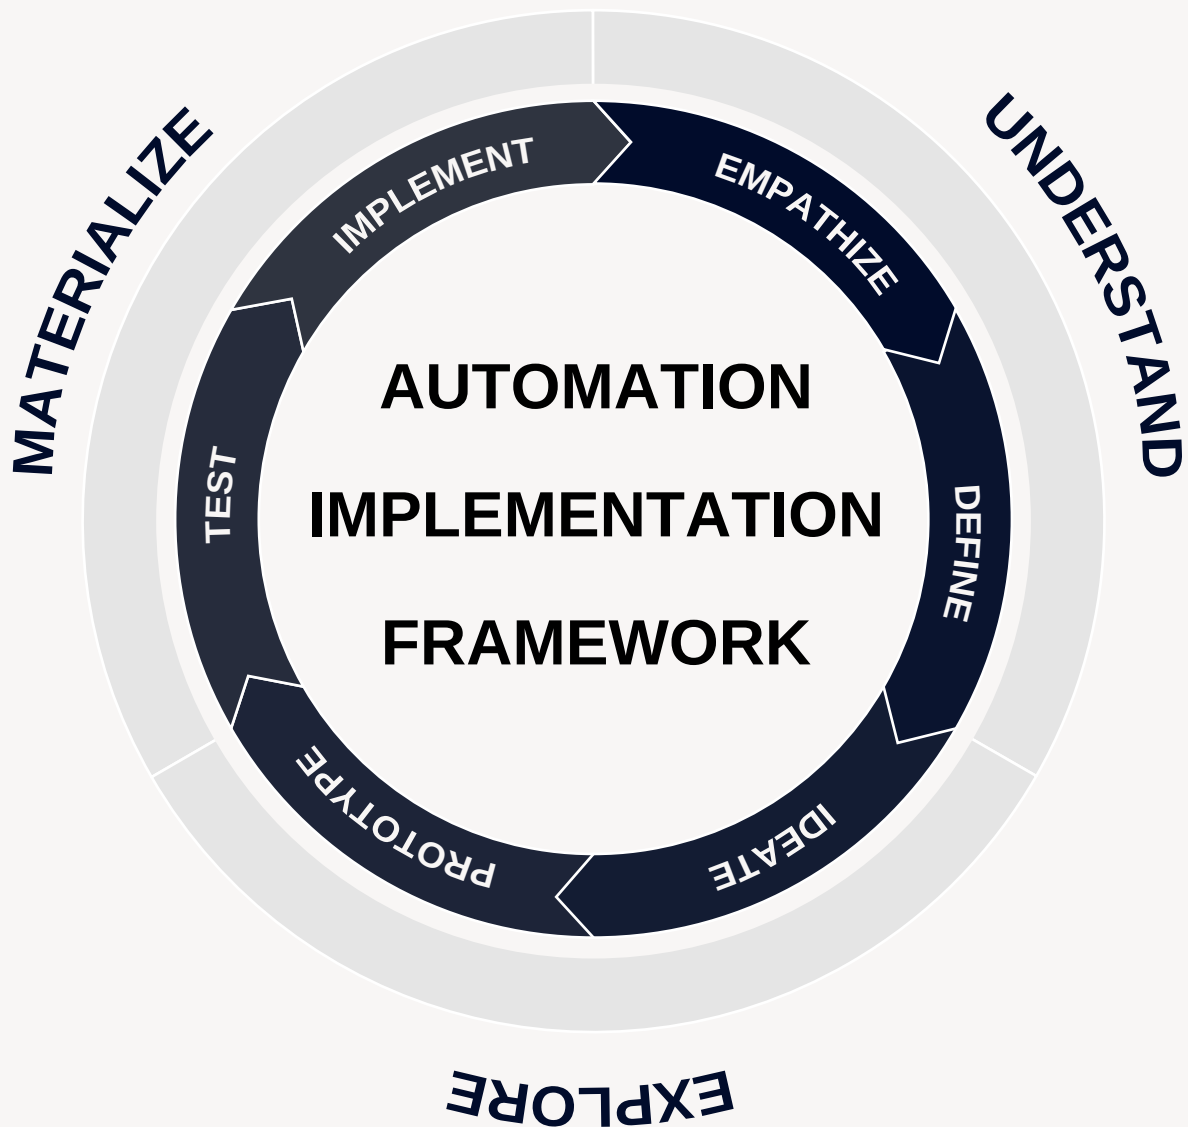 UNDERSTAND
EXPLORE
MATERIALIZE
EMPATHIZE
DEFINE
IDEATE
PROTOTYPE
TEST
IMPLEMENT
AUTOMATION
IMPLEMENTATION
FRAMEWORK